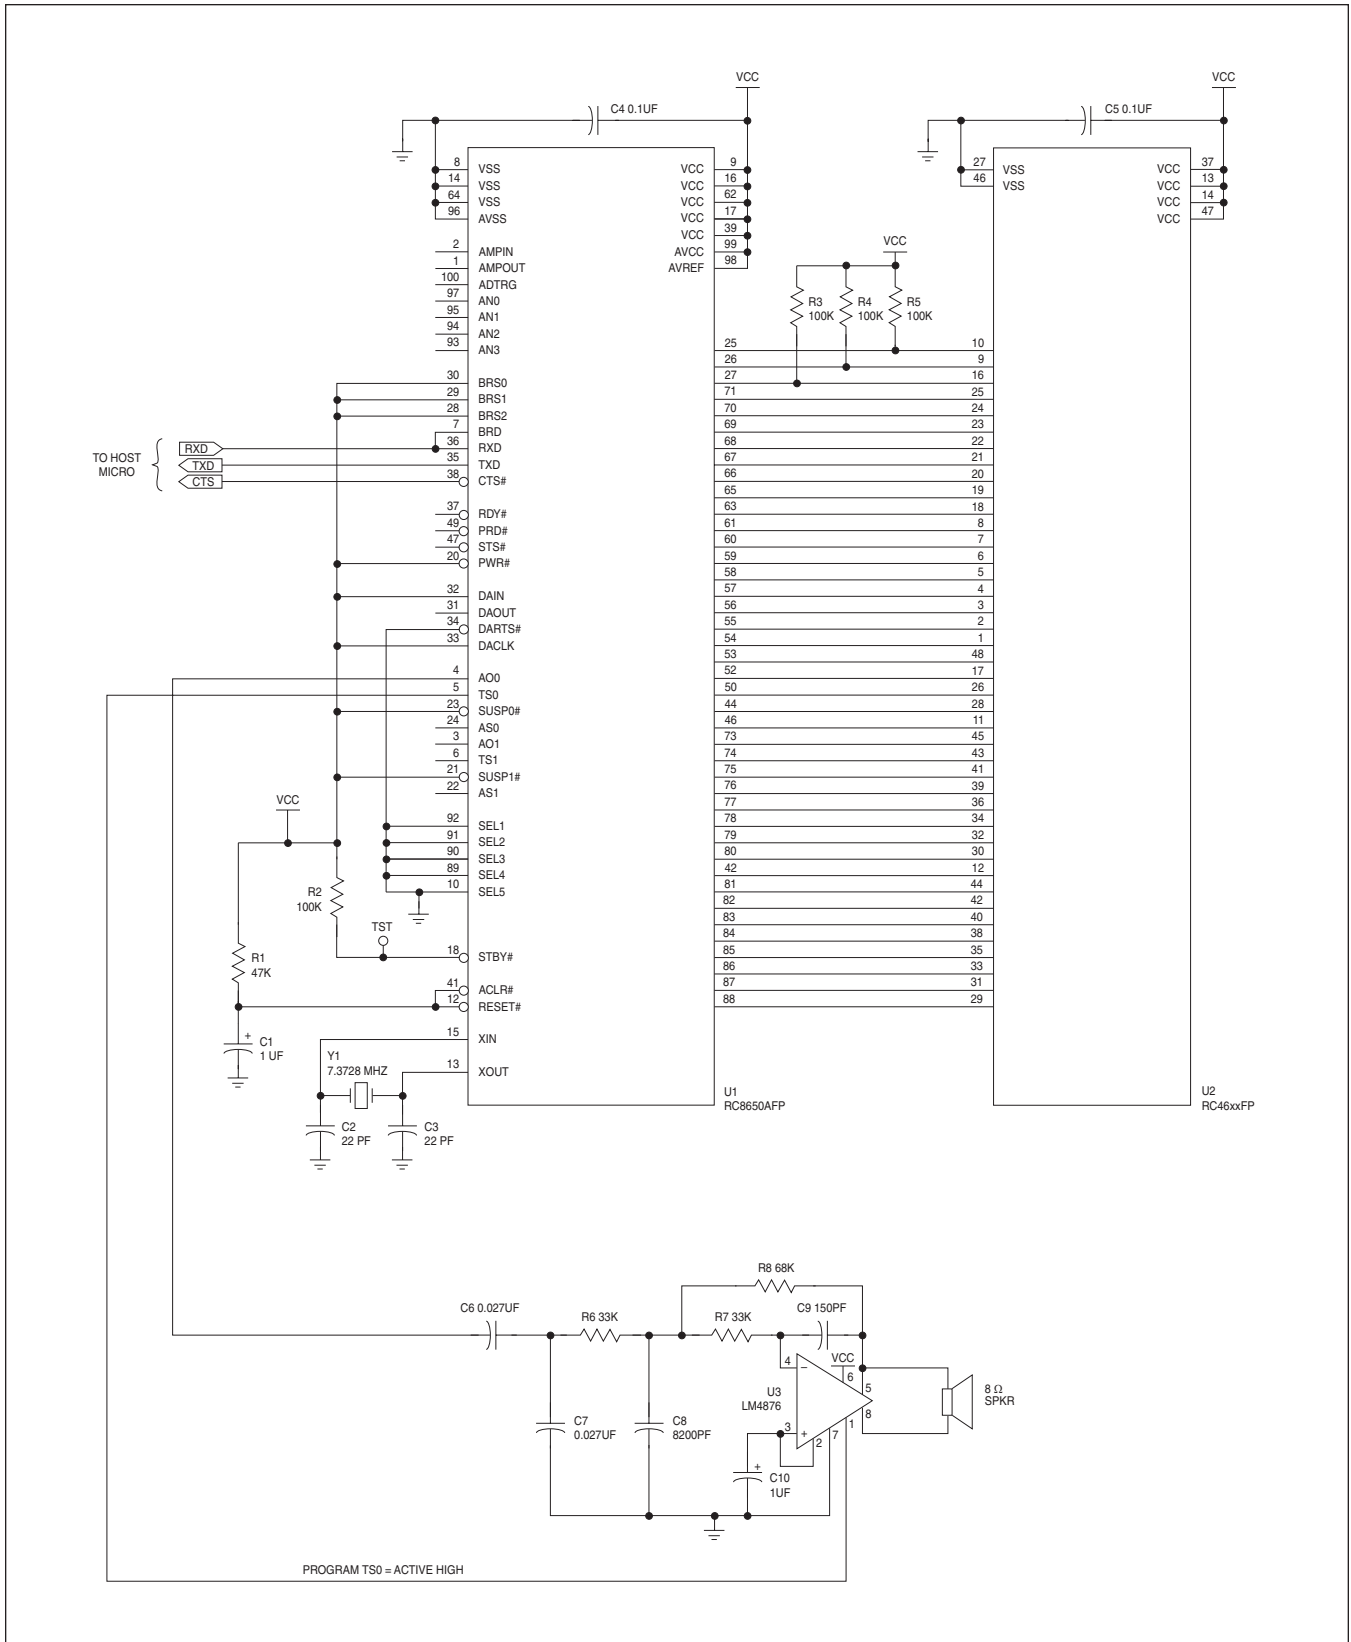 VCC
VCC
C4 0.1UF
C5 0.1UF
8 VSS
14 VSS
64 VSS
96 AVSS
VCC 9
VCC 16
VCC 62
VCC 17
VCC 39
AVCC 99
AVREF 98
27 VSS
46 VSS
VCC 37
VCC 13
VCC 14
VCC 47
2 AMPIN
1 AMPOUT
100 ADTRG
97 AN0
95 AN1
94 AN2
93 AN3
VCC
R3 100K
R4 100K
R5 100K
30 BRS0
29 BRS1
28 BRS2
7 BRD
36 RXD
35 TXD
38 CTS#
TO HOST
MICRO
RXD
TXD
CTS
37 RDY#
49 PRD#
47 STS#
20 PWR#
32 DAIN
31 DAOUT
34 DARTS#
33 DACLK
4 AO0
5 TS0
23 SUSP0#
24 AS0
3 AO1
6 TS1
21 SUSP1#
22 AS1
92 SEL1
91 SEL2
90 SEL3
89 SEL4
10 SEL5
VCC
R2
100K
TST
18 STBY#
R1
47K
41 ACLR#
12 RESET#
+
C1
1 UF
15 XIN
Y1
7.3728 MHZ
13 XOUT
C2
22 PF
C3
22 PF
25 10
26 9
27 16
71 25
70 24
69 23
68 22
67 21
66 20
65 19
63 18
61 8
60 7
59 6
58 5
57 4
56 3
55 2
54 1
53 48
52 17
50 26
44 28
46 11
73 45
74 43
75 41
76 39
77 36
78 34
79 32
80 30
42 12
81 44
82 42
83 40
84 38
85 35
86 33
87 31
88 29
U1
RC8650AFP
U2
RC46xxFP
R8 68K
C6 0.027UF
R6 33K
R7 33K
C9 150PF
4 −
VCC
6
U3
LM4876
5
8
1
3 +
2
7
8 Ω
SPKR
C7
0.027UF
C8
8200PF
+
C10
1UF
PROGRAM TS0 = ACTIVE HIGH